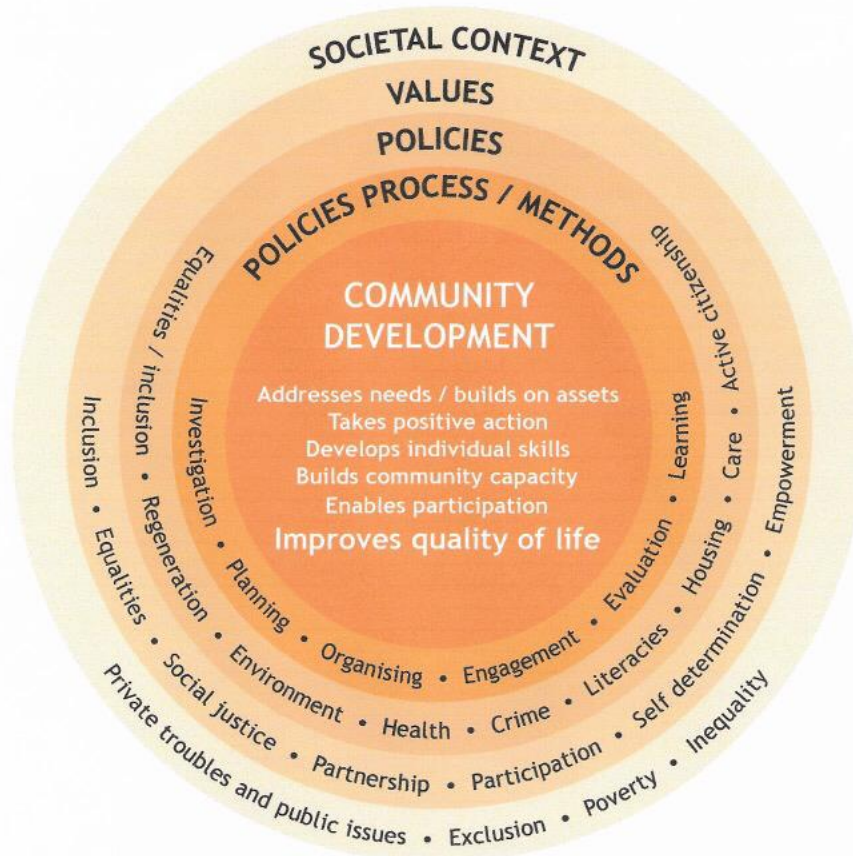 SOCIETAL CONTEXT
VALUES
POLICIES
POLICIES PROCESS / METHODS
COMMUNITY
DEVELOPMENT
Addresses needs / builds on assets
Takes positive action
Develops individual skills
Builds community capacity
Enables participation
Improves quality of life
Investigation • Planning • Organising • Engagement • Evaluation • Learning
Equalities / inclusion • Regeneration • Environment • Health • Crime • Literacies • Housing • Care • Active citizenship
Inclusion • Equalities • Social justice • Partnership • Participation • Self determination • Empowerment
Private troubles and public issues • Exclusion • Poverty • Inequality